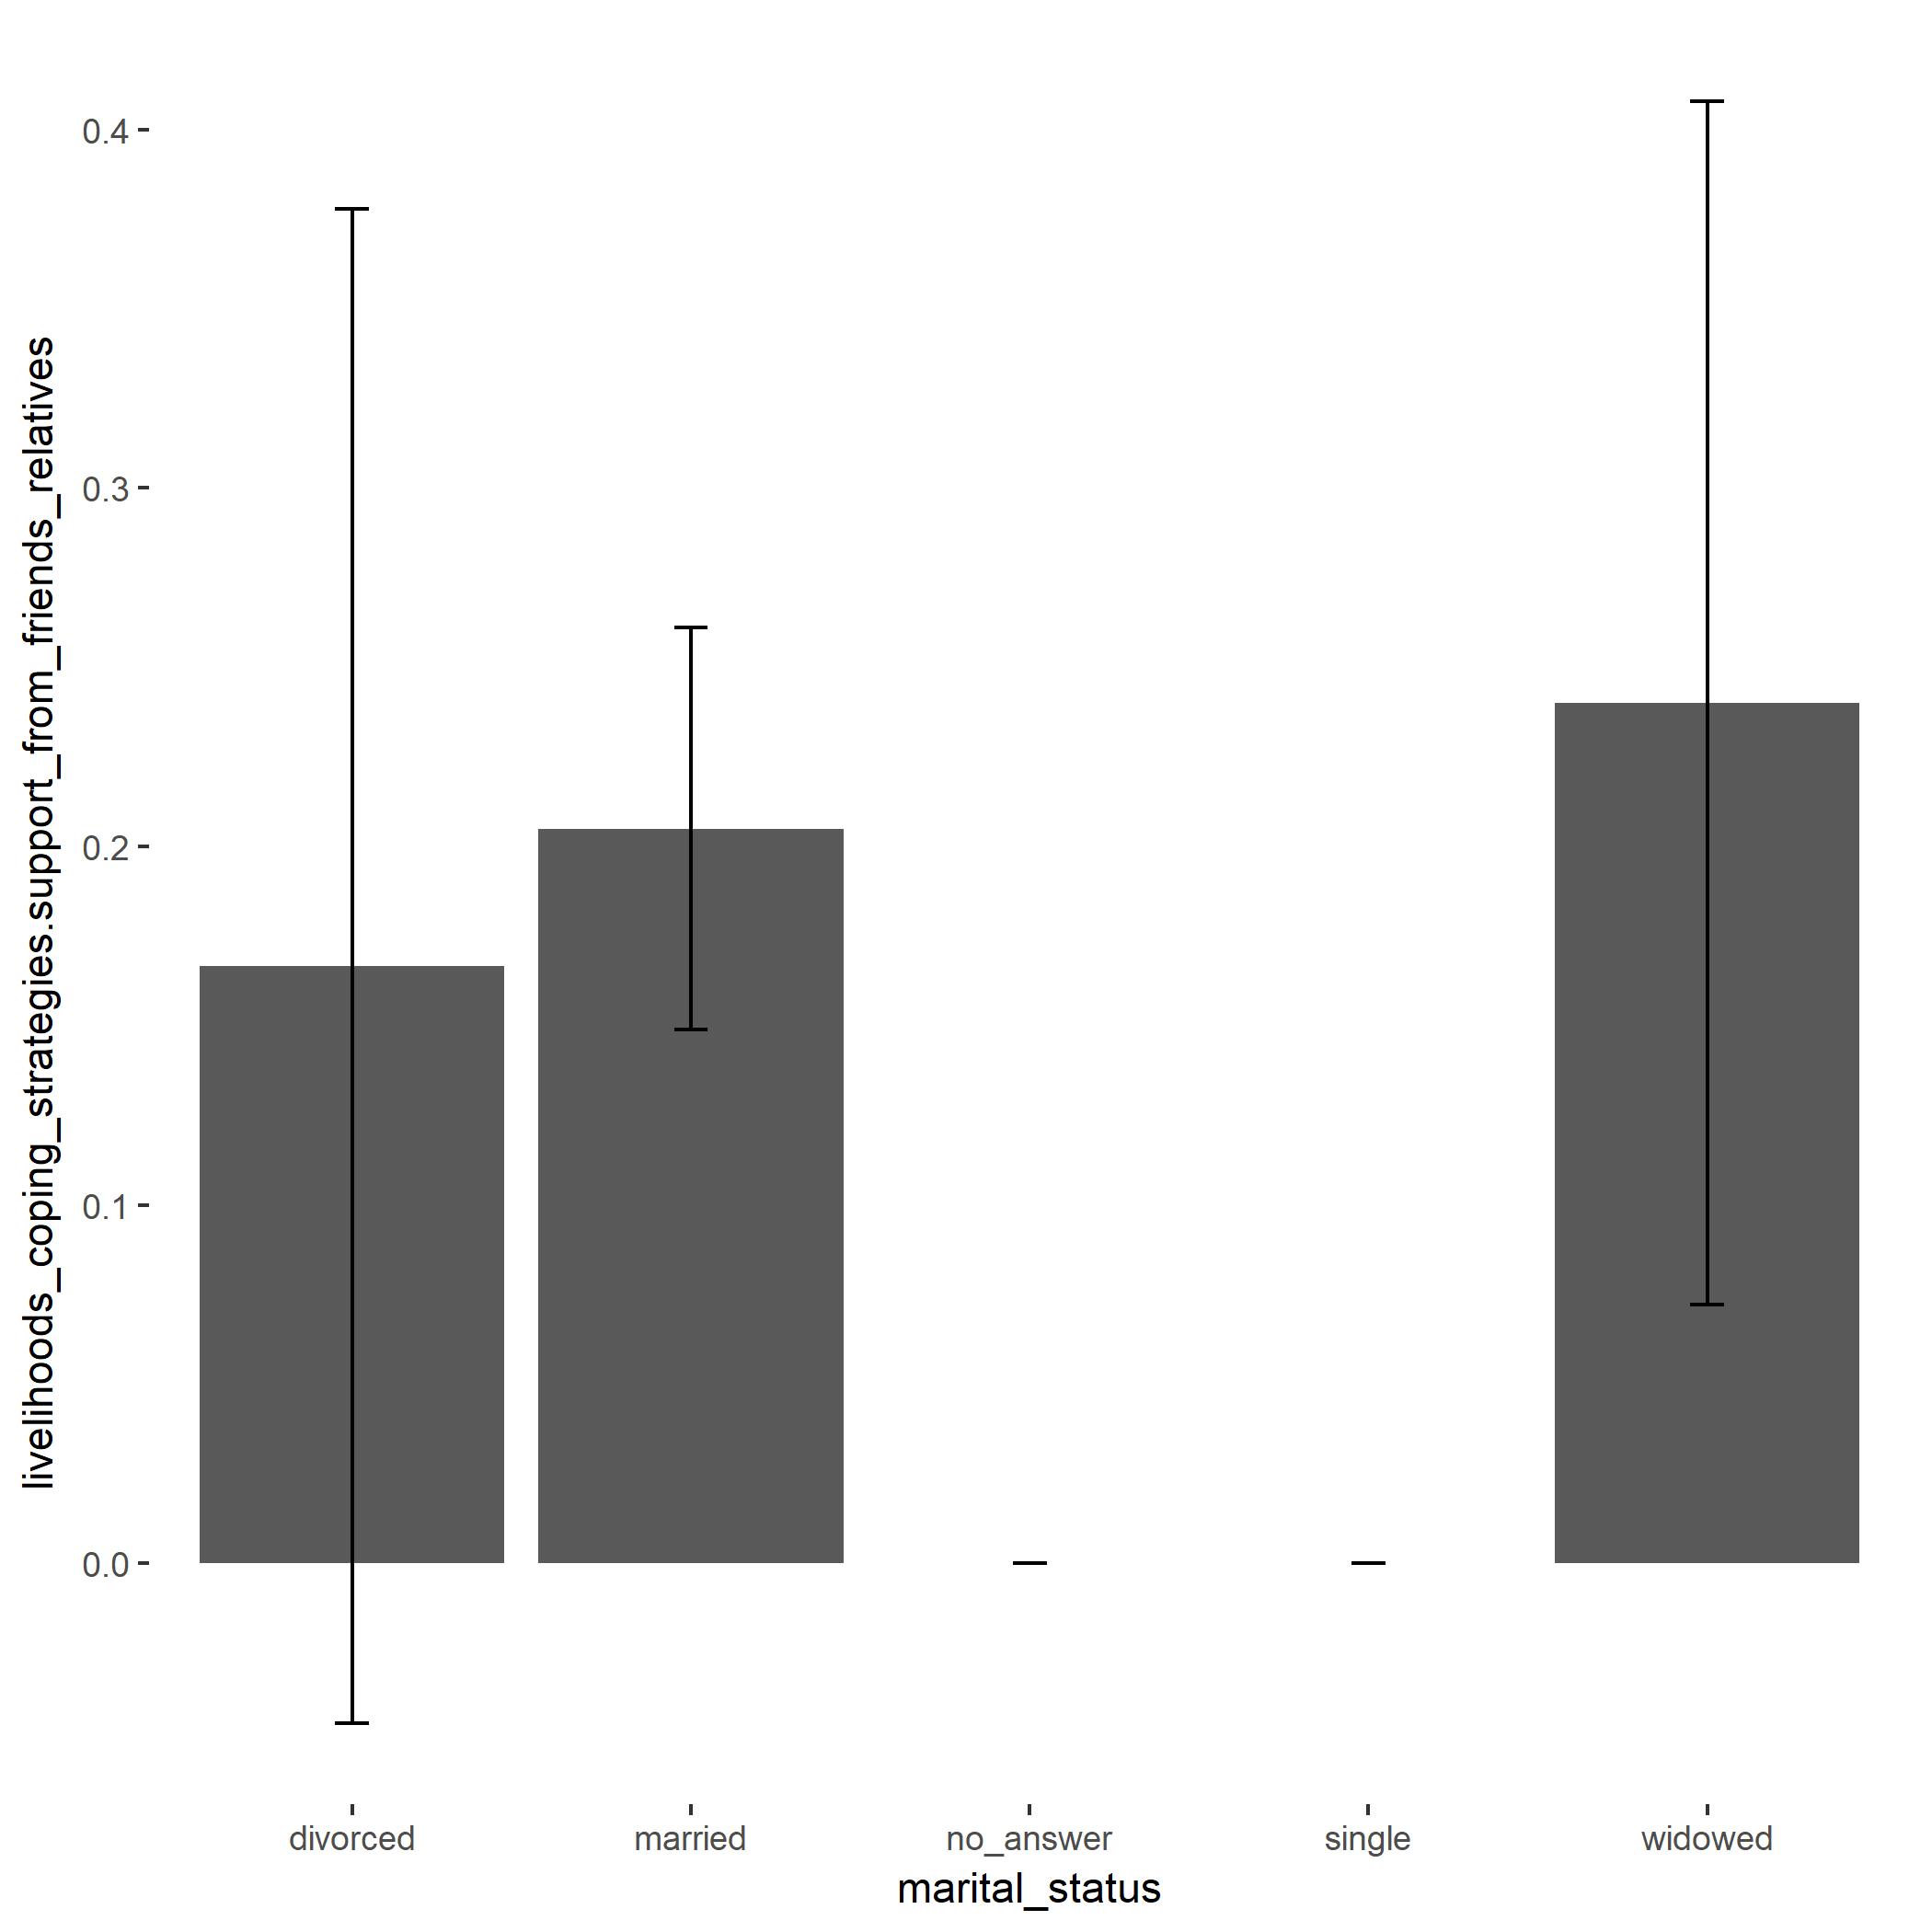 livelihoods_coping_strategies.support_from_friends_relatives
0.4
0.3
0.2
0.1
0.0
divorced married no_answer single widowed
marital_status